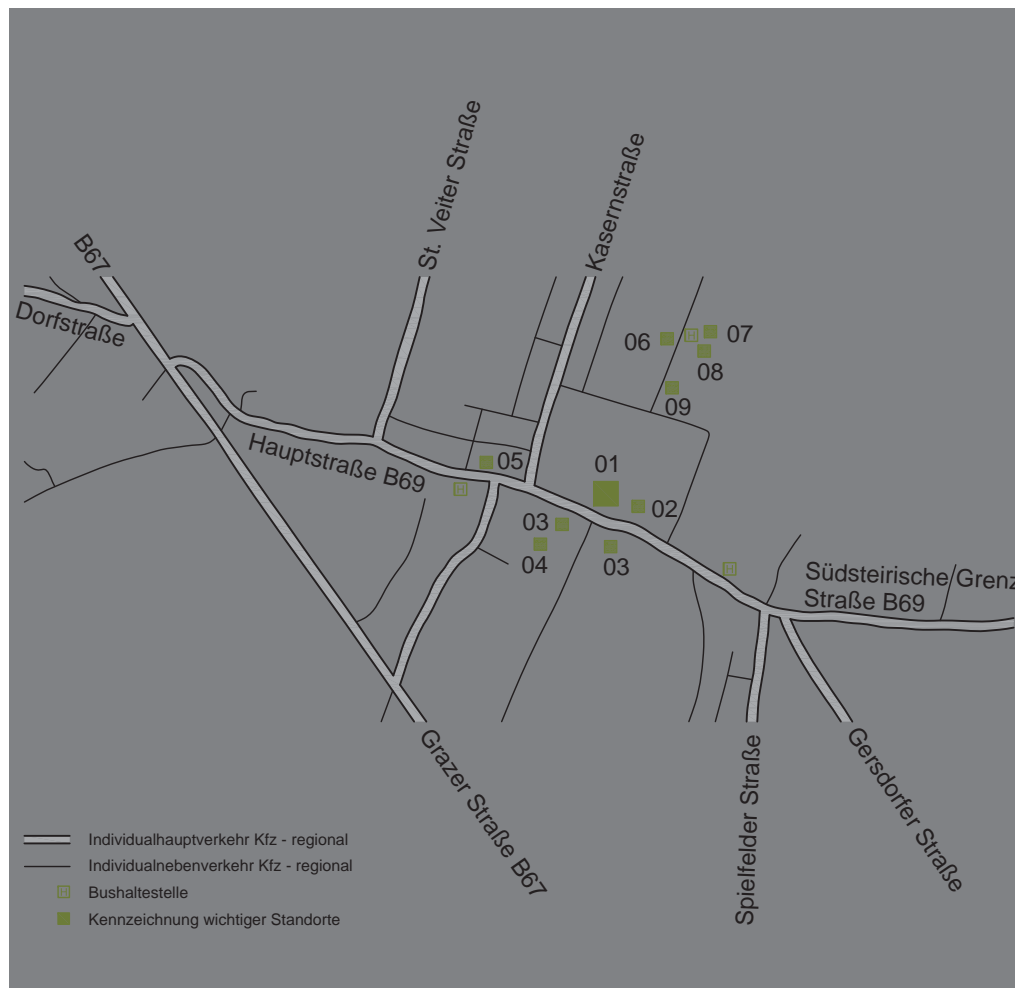 St. Veiter Straße
Kasernstraße
B67
Dorfstraße
06
07
08
09
Hauptstraße B69
05
01
02
03
04
03
Südsteirische Grenz
Straße B69
Grazer Straße B67
Spielfelder Straße
Gersdorfer Straße
Individualhauptverkehr Kfz - regional
Individualnebenverkehr Kfz - regional
H Bushaltestelle
Kennzeichnung wichtiger Standorte
H
H
H